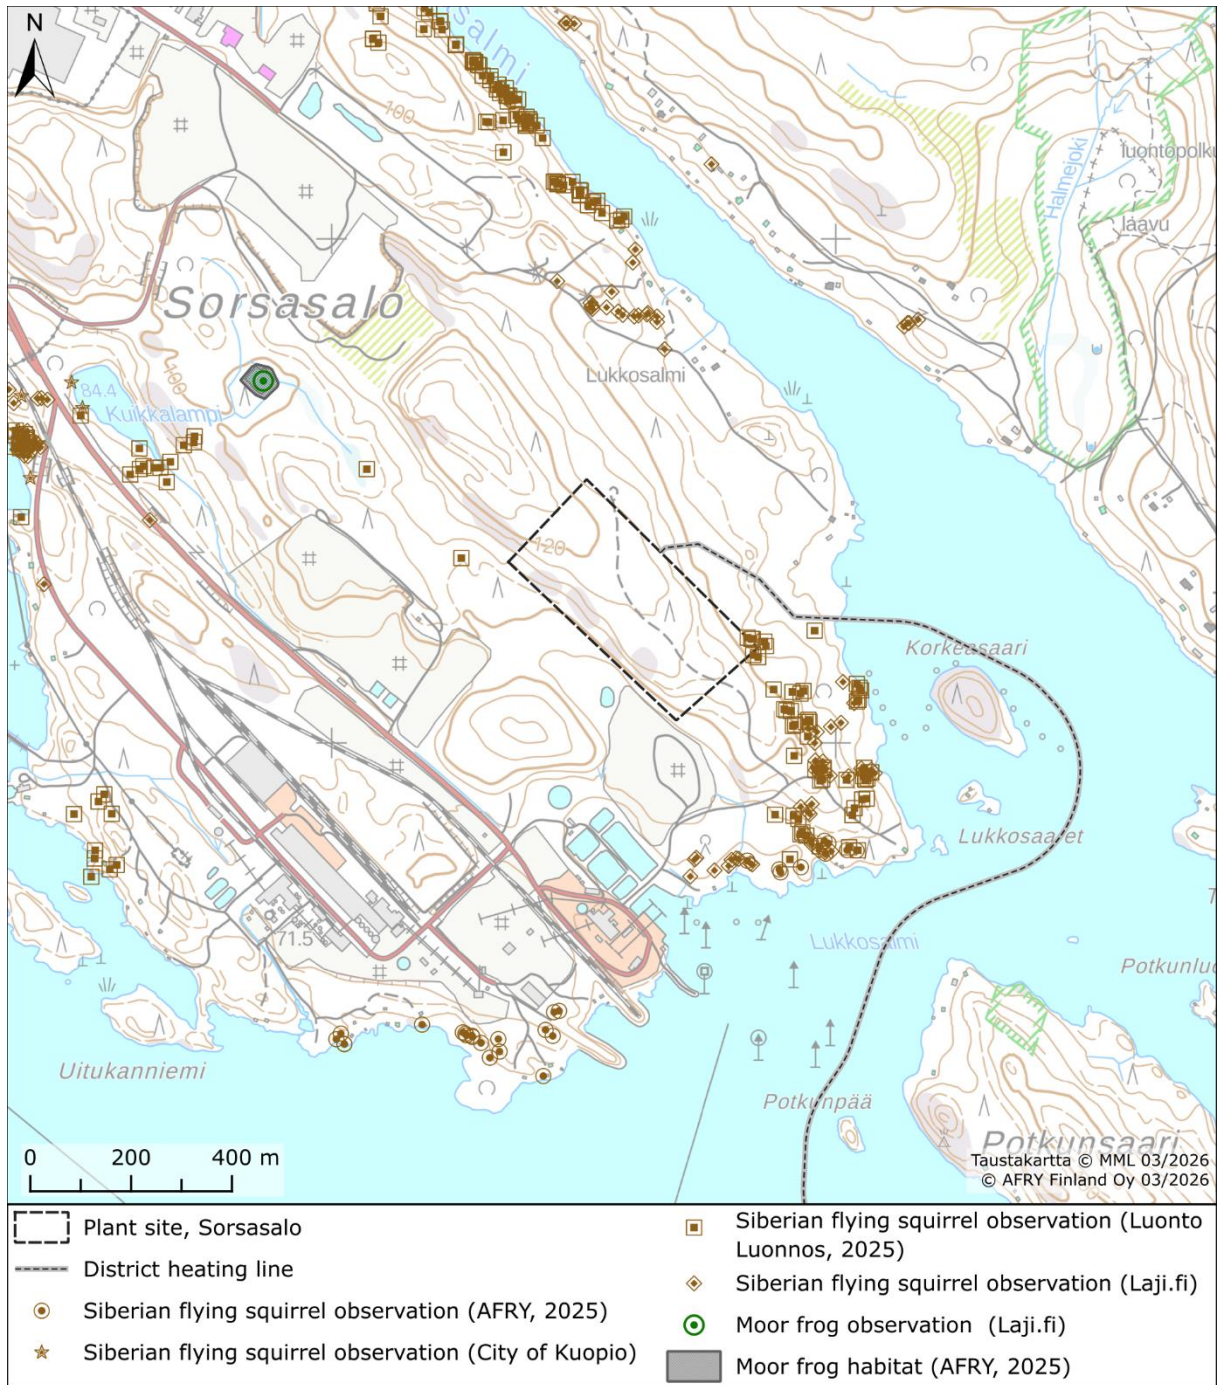 N
salmi
100
Halmejoki
luontopolku
laavu
Sorsasalo
Lukkosalmi
100
84.4
Kuikkalampi
120
Korkeasaari
Lukkosaaret
Lukkosalmi
71.5
Potkunluo
Uitukanniemi
Potkunpää
Potkunsaari
0 200 400 m
Taustakartta © MML 03/2026
© AFRY Finland Oy 03/2026
Plant site, Sorsasalo
District heating line
Siberian flying squirrel observation (AFRY, 2025)
Siberian flying squirrel observation (City of Kuopio)
Siberian flying squirrel observation (Luonto
Luonnos, 2025)
Siberian flying squirrel observation (Laji.fi)
Moor frog observation (Laji.fi)
Moor frog habitat (AFRY, 2025)